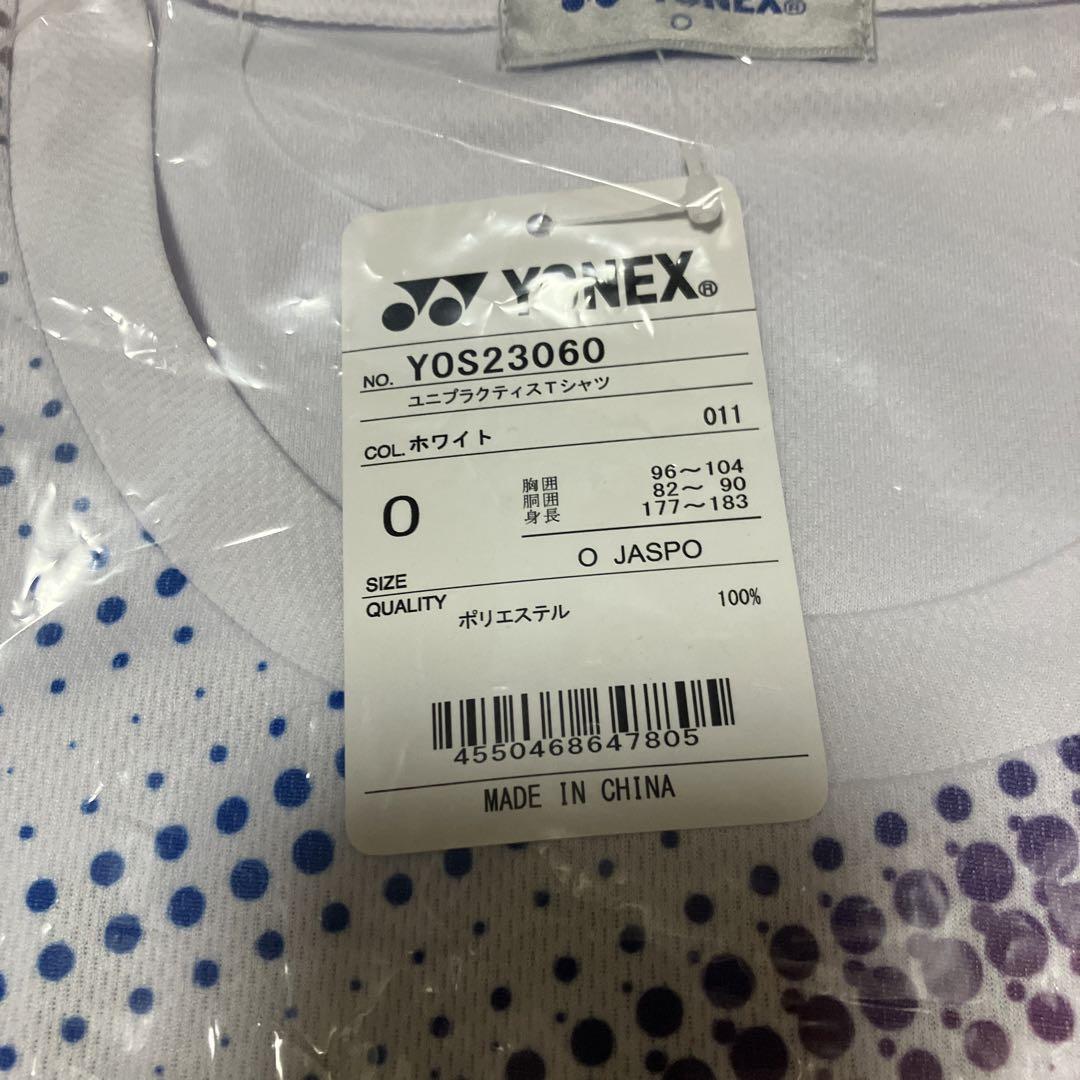 YONEX®
O
YONEX®
NO. YOS23060
ユニプラクティスTシャツ
COL. ホワイト 011
O
胸囲 96～104
胴囲 82～ 90
身長 177～183
O JASPO
SIZE
QUALITY
ポリエステル 100%
4550468647805
MADE IN CHINA